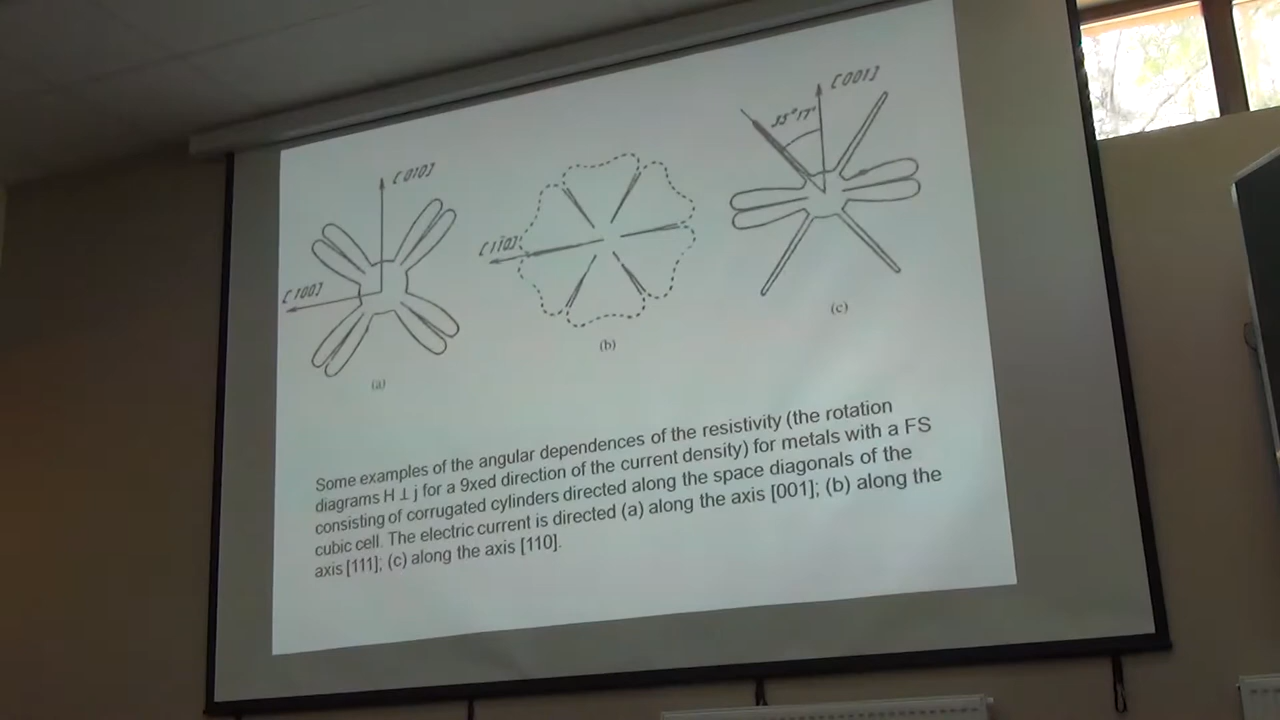 [001]
35°17'
[010]
[100]
[11̄0]
(c)
(b)
(a)
Some examples of the angular dependences of the resistivity (the rotation
diagrams H ⊥ j for a 9xed direction of the current density) for metals with a FS
consisting of corrugated cylinders directed along the space diagonals of the
cubic cell. The electric current is directed (a) along the axis [001]; (b) along the
axis [111]; (c) along the axis [110].